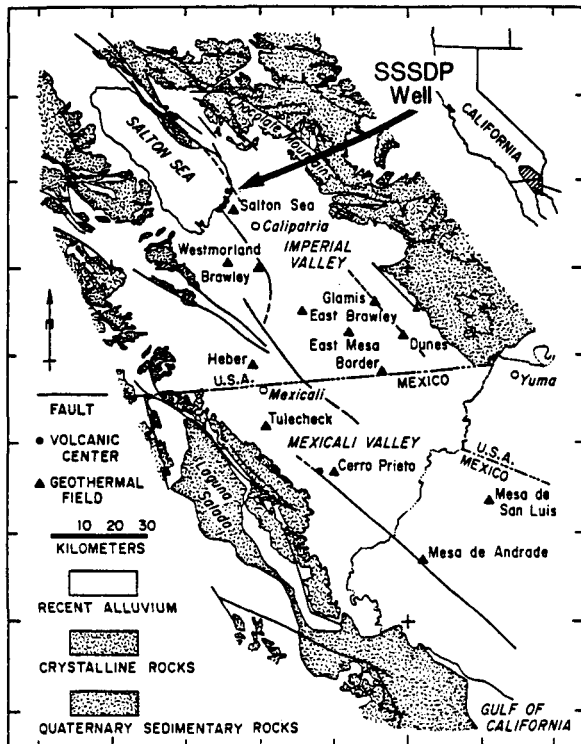 SSSDP
Well
CALIFORNIA
SALTON SEA
Chocolate Mountains
Salton Sea
Calipatria
Westmorland
IMPERIAL
VALLEY
Brawley
Glamis
East Brawley
East Mesa
Dunes
Border
Heber
U.S.A.
MEXICO
Yuma
Mexicali
FAULT
VOLCANIC
CENTER
GEOTHERMAL
FIELD
Tulecheck
MEXICALI VALLEY
Cerro Prieto
U.S.A.
MEXICO
Laguna
Salada
Mesa de
San Luis
10 20 30
KILOMETERS
Mesa de Andrade
RECENT ALLUVIUM
CRYSTALLINE ROCKS
QUATERNARY SEDIMENTARY ROCKS
GULF OF
CALIFORNIA